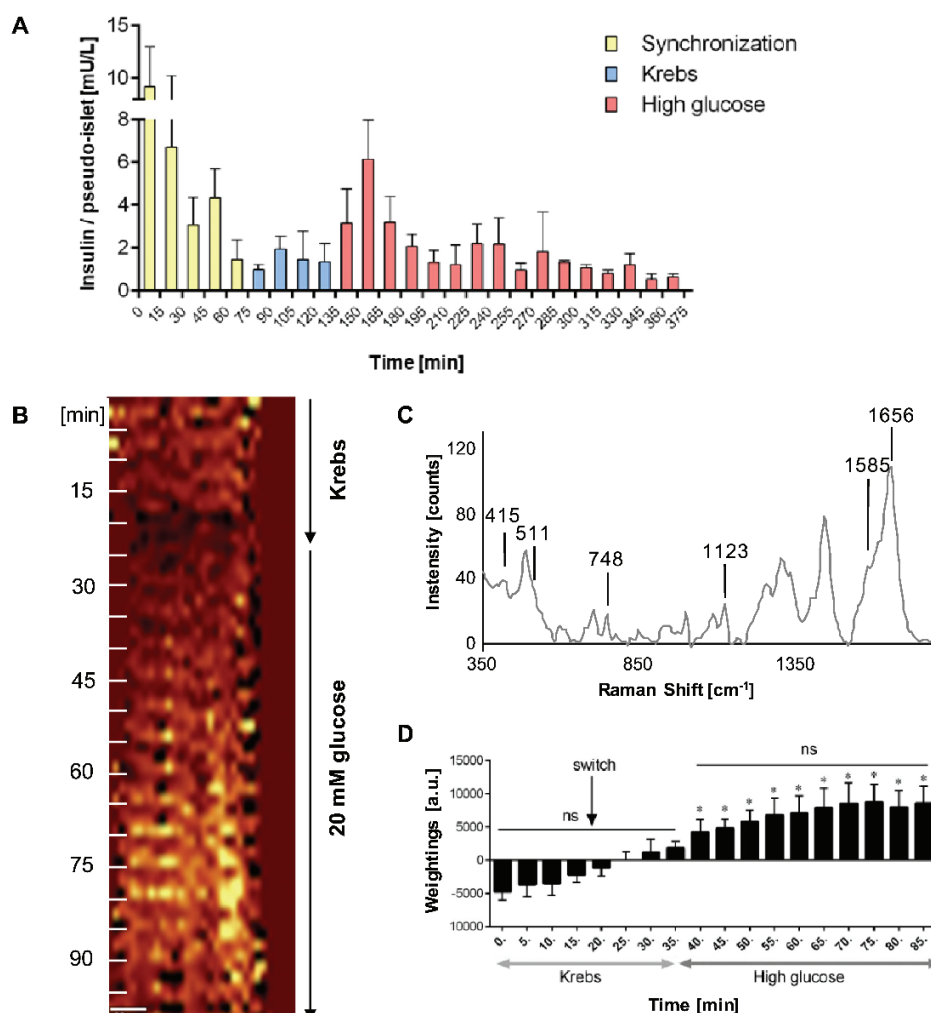 A
15
10
8
6
4
2
0
Insulin / pseudo-islet [mU/L]
Synchronization
Krebs
High glucose
0 15 30 45 60 75 90 105 120 135 150 165 180 195 210 225 240 255 270 285 300 315 330 345 360 375
Time [min]
B
[min]
15
30
45
60
75
90
Krebs
20 mM glucose
C
120
80
40
0
Instensity [counts]
415
511
748
1123
1585
1656
350 850 1350
Raman Shift [cm-1]
D
15000
10000
5000
0
-5000
10000
Weightings [a.u.]
switch
ns
ns
* * * * * * * * * *
0. 5. 10. 15. 20. 25. 30. 35. 40. 45. 50. 55. 60. 65. 70. 75. 80. 95.
Krebs
High glucose
Time [min]